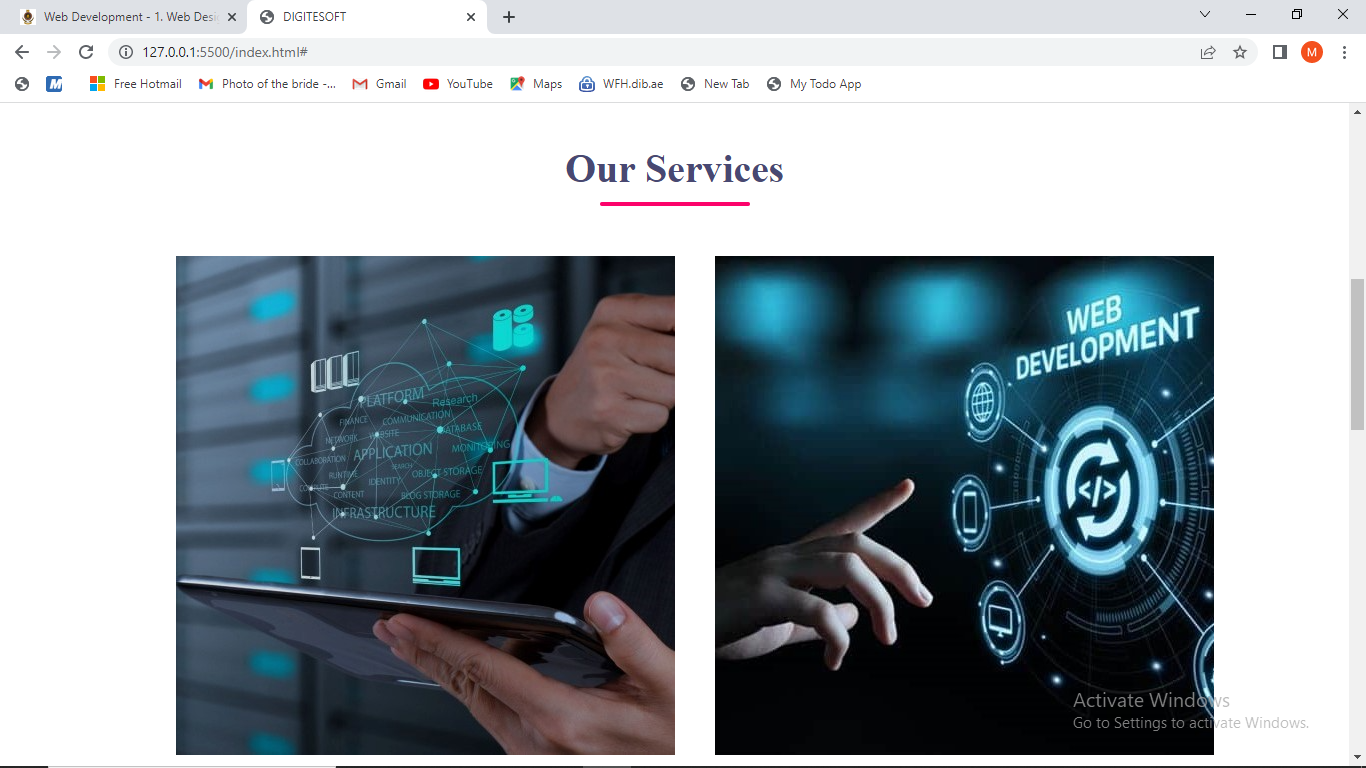 Web Development - 1. Web Desi
DIGITESOFT
127.0.0.1:5500/index.html#
M
M
Free Hotmail
Photo of the bride -...
Gmail
YouTube
Maps
WFH.dib.ae
New Tab
My Todo App
Our Services
PLATFORM
Research
FINANCE
COMMUNICATION
NETWORK
WEBSITE
DATABASE
COLLABORATION
APPLICATION
MONITORING
SEARCH
RUNTIME
IDENTITY
OBJECT STORAGE
COMPUTE
CONTENT
BLOG STORAGE
INFRASTRUCTURE
WEB
DEVELOPMENT
</>
Activate Windows
Go to Settings to activate Windows.